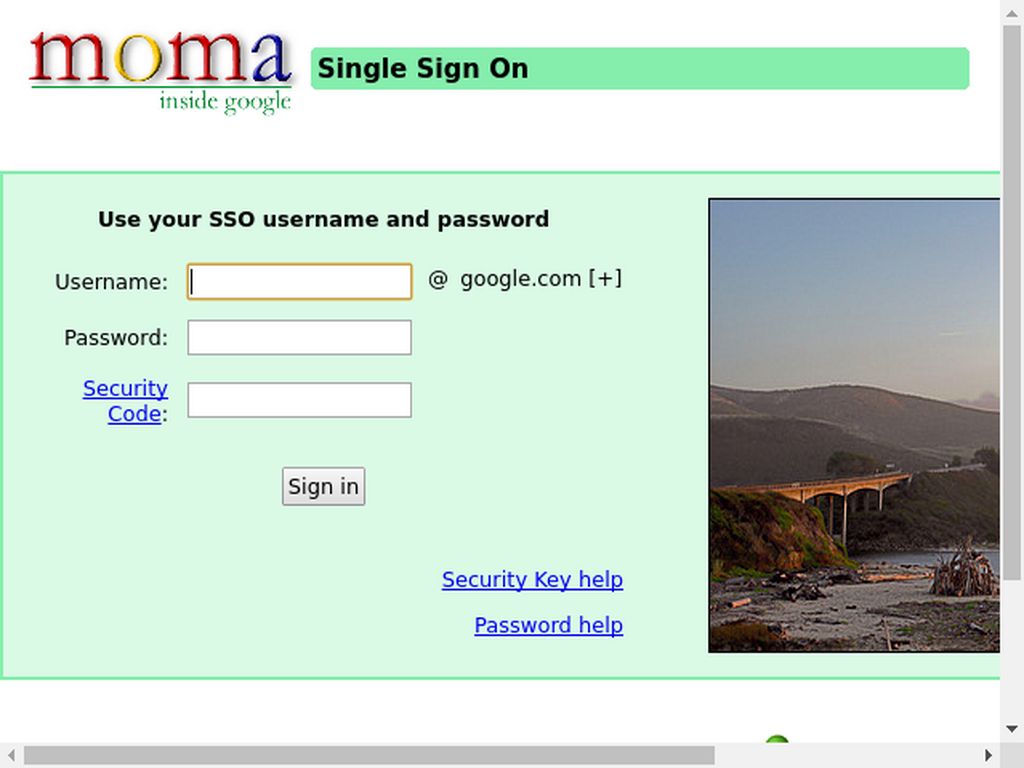 moma
inside google
Single Sign On
Use your SSO username and password
Username:
@ google.com [+]
Password:
Security
Code:
Sign in
Security Key help
Password help